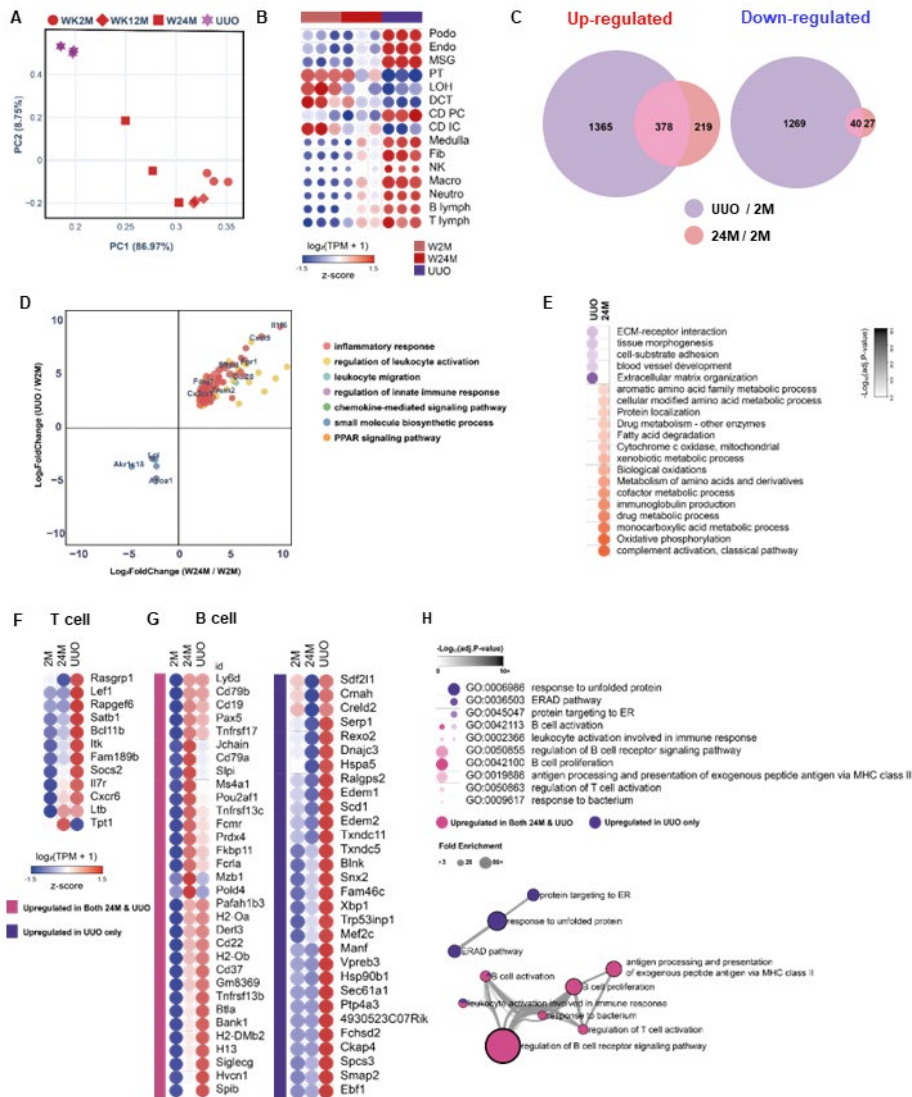 A
WK2M WK12M W24M UUO
0.4
0.2
0
−0.2
0.2 0.25 0.3 0.35
PC2 (8.75%)
PC1 (86.97%)
B
Podo
Endo
MSG
PT
LOH
DCT
CD PC
CD IC
Medulla
Fib
NK
Macro
Neutro
B lymph
T lymph
log₂(TPM + 1)
-1.5 1.5
z-score
W2M
W24M
UUO
C
Up-regulated Down-regulated
1365 378 219 1269 40 27
UUO / 2M
24M / 2M
D
10
5
0
−5
−10
−10 −5 0 5 10
Log₂FoldChange (UUO / W2M)
Log₂FoldChange (W24M / W2M)
Akr1c18
inflammatory response
regulation of leukocyte activation
leukocyte migration
regulation of innate immune response
chemokine-mediated signaling pathway
small molecule biosynthetic process
PPAR signaling pathway
E
UUO
24M
ECM-receptor interaction
tissue morphogenesis
cell-substrate adhesion
blood vessel development
Extracellular matrix organization
aromatic amino acid family metabolic process
cellular modified amino acid metabolic process
Protein localization
Drug metabolism - other enzymes
Fatty acid degradation
Cytochrome c oxidase, mitochondrial
xenobiotic metabolic process
Biological oxidations
Metabolism of amino acids and derivatives
cofactor metabolic process
immunoglobulin production
drug metabolic process
monocarboxylic acid metabolic process
Oxidative phosphorylation
complement activation, classical pathway
-Log₁₀(adj.P-value)
F T cell
2M 24M UUO
Rasgrp1
Lef1
Rapgef6
Satb1
Bcl11b
Itk
Fam189b
Socs2
Il7r
Cxcr6
Ltb
Tpt1
log₂(TPM + 1)
-1.5 1.5
z-score
Upregulated in Both 24M & UUO
Upregulated in UUO only
G B cell
2M 24M UUO id
Ly6d
Cd79b
Cd19
Pax5
Tnfrsf17
Jchain
Cd79a
Slpi
Ms4a1
Pou2af1
Tnfrsf13c
Fcmr
Prdx4
Fkbp11
Fcrla
Mzb1
Pold4
Pafah1b3
H2-Oa
Derl3
Cd22
H2-Ob
Cd37
Gm8369
Tnfrsf13b
Btla
Bank1
H2-DMb2
H13
Siglecg
Hvcn1
Spib
2M 24M UUO
Sdf2l1
Cmah
Creld2
Serp1
Rexo2
Dnajc3
Hspa5
Ralgps2
Edem1
Scd1
Edem2
Txndc11
Txndc5
Blnk
Snx2
Fam46c
Xbp1
Trp53inp1
Mef2c
Manf
Vpreb3
Hsp90b1
Sec61a1
Ptp4a3
4930523C07Rik
Fchsd2
Ckap4
Spcs3
Smap2
Ebf1
H
-Log₁₀(adj.P-value)
0 50+
GO:0006986 response to unfolded protein
GO:0036503 ERAD pathway
GO:0045047 protein targeting to ER
GO:0042113 B cell activation
GO:0002366 leukocyte activation involved in immune response
GO:0050855 regulation of B cell receptor signaling pathway
GO:0042100 B cell proliferation
GO:0019886 antigen processing and presentation of exogenous peptide antigen via MHC class II
GO:0050863 regulation of T cell activation
GO:0009617 response to bacterium
Upregulated in Both 24M & UUO Upregulated in UUO only
Fold Enrichment
protein targeting to ER
response to unfolded protein
ERAD pathway
antigen processing and presentation
of exogenous peptide antigen via MHC class II
B cell activation
B cell proliferation
leukocyte activation involved in immune response
response to bacterium
regulation of T cell activation
regulation of B cell receptor signaling pathway